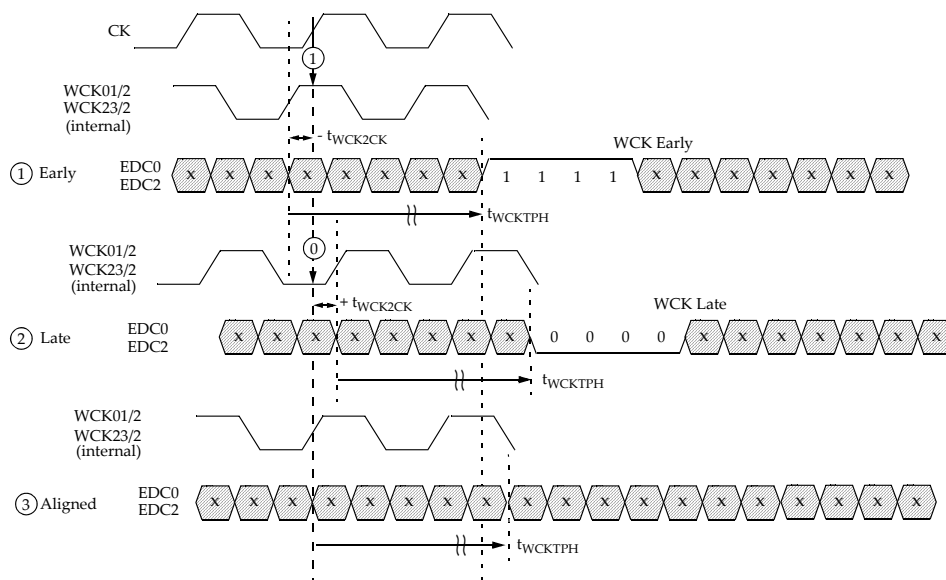 CK
1
WCK01/2
WCK23/2
(internal)
- tWCK2CK
WCK Early
1 Early
EDC0
EDC2
x x x x x x x x 1 1 1 1 x x x x x x x
tWCKTPH
WCK01/2
WCK23/2
(internal)
0
+ tWCK2CK
WCK Late
2 Late
EDC0
EDC2
x x x x x x x x 0 0 0 0 x x x x x x x
tWCKTPH
WCK01/2
WCK23/2
(internal)
3 Aligned
EDC0
EDC2
x x x x x x x x x x x x x x x x x x x
tWCKTPH